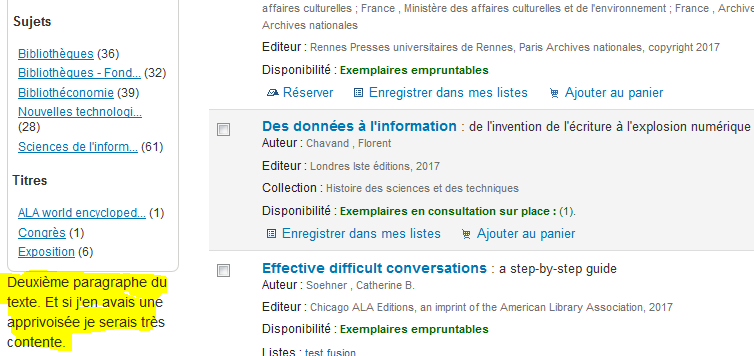 Sujets
Bibliothèques (36)
Bibliothèques - Fond... (32)
Bibliothéconomie (39)
Nouvelles technologi...
(28)
Sciences de l'inform... (61)
Titres
ALA world encycloped... (1)
Congrès (1)
Exposition (6)
Deuxième paragraphe du
texte. Et si j'en avais une
apprivoisée je serais très
contente.
affaires culturelles ; France , Ministère des affaires culturelles et de l'environnement ; France , Archive
Archives nationales
Editeur : Rennes Presses universitaires de Rennes, Paris Archives nationales, copyright 2017
Disponibilité : Exemplaires empruntables
Réserver Enregistrer dans mes listes Ajouter au panier
Des données à l'information : de l'invention de l'écriture à l'explosion numérique
Auteur : Chavand , Florent
Editeur : Londres Iste éditions, 2017
Collection : Histoire des sciences et des techniques
Disponibilité : Exemplaires en consultation sur place : (1).
Enregistrer dans mes listes Ajouter au panier
Effective difficult conversations : a step-by-step guide
Auteur : Soehner , Catherine B.
Editeur : Chicago ALA Editions, an imprint of the American Library Association, 2017
Disponibilité : Exemplaires empruntables
Listes : test fusion